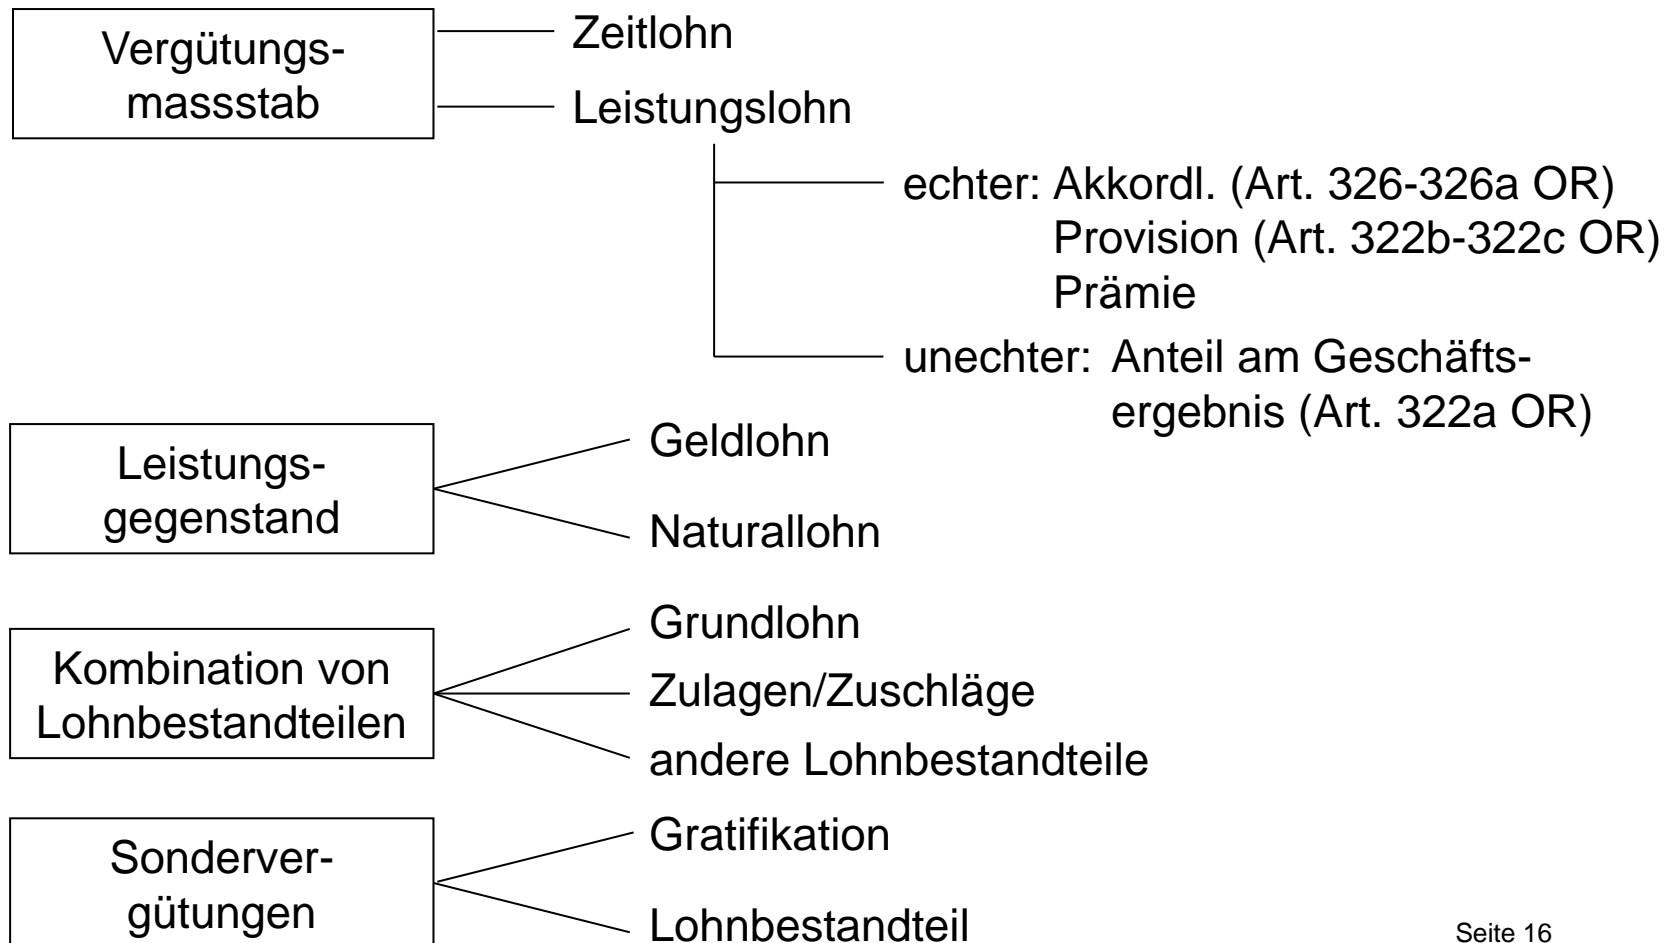 Vergütungs-
massstab
Zeitlohn
Leistungslohn
echter: Akkordl. (Art. 326-326a OR)
Provision (Art. 322b-322c OR)
Prämie
unechter: Anteil am Geschäfts-
ergebnis (Art. 322a OR)
Leistungs-
gegenstand
Geldlohn
Naturallohn
Kombination von
Lohnbestandteilen
Grundlohn
Zulagen/Zuschläge
andere Lohnbestandteile
Sonderver-
gütungen
Gratifikation
Lohnbestandteil
Seite 16